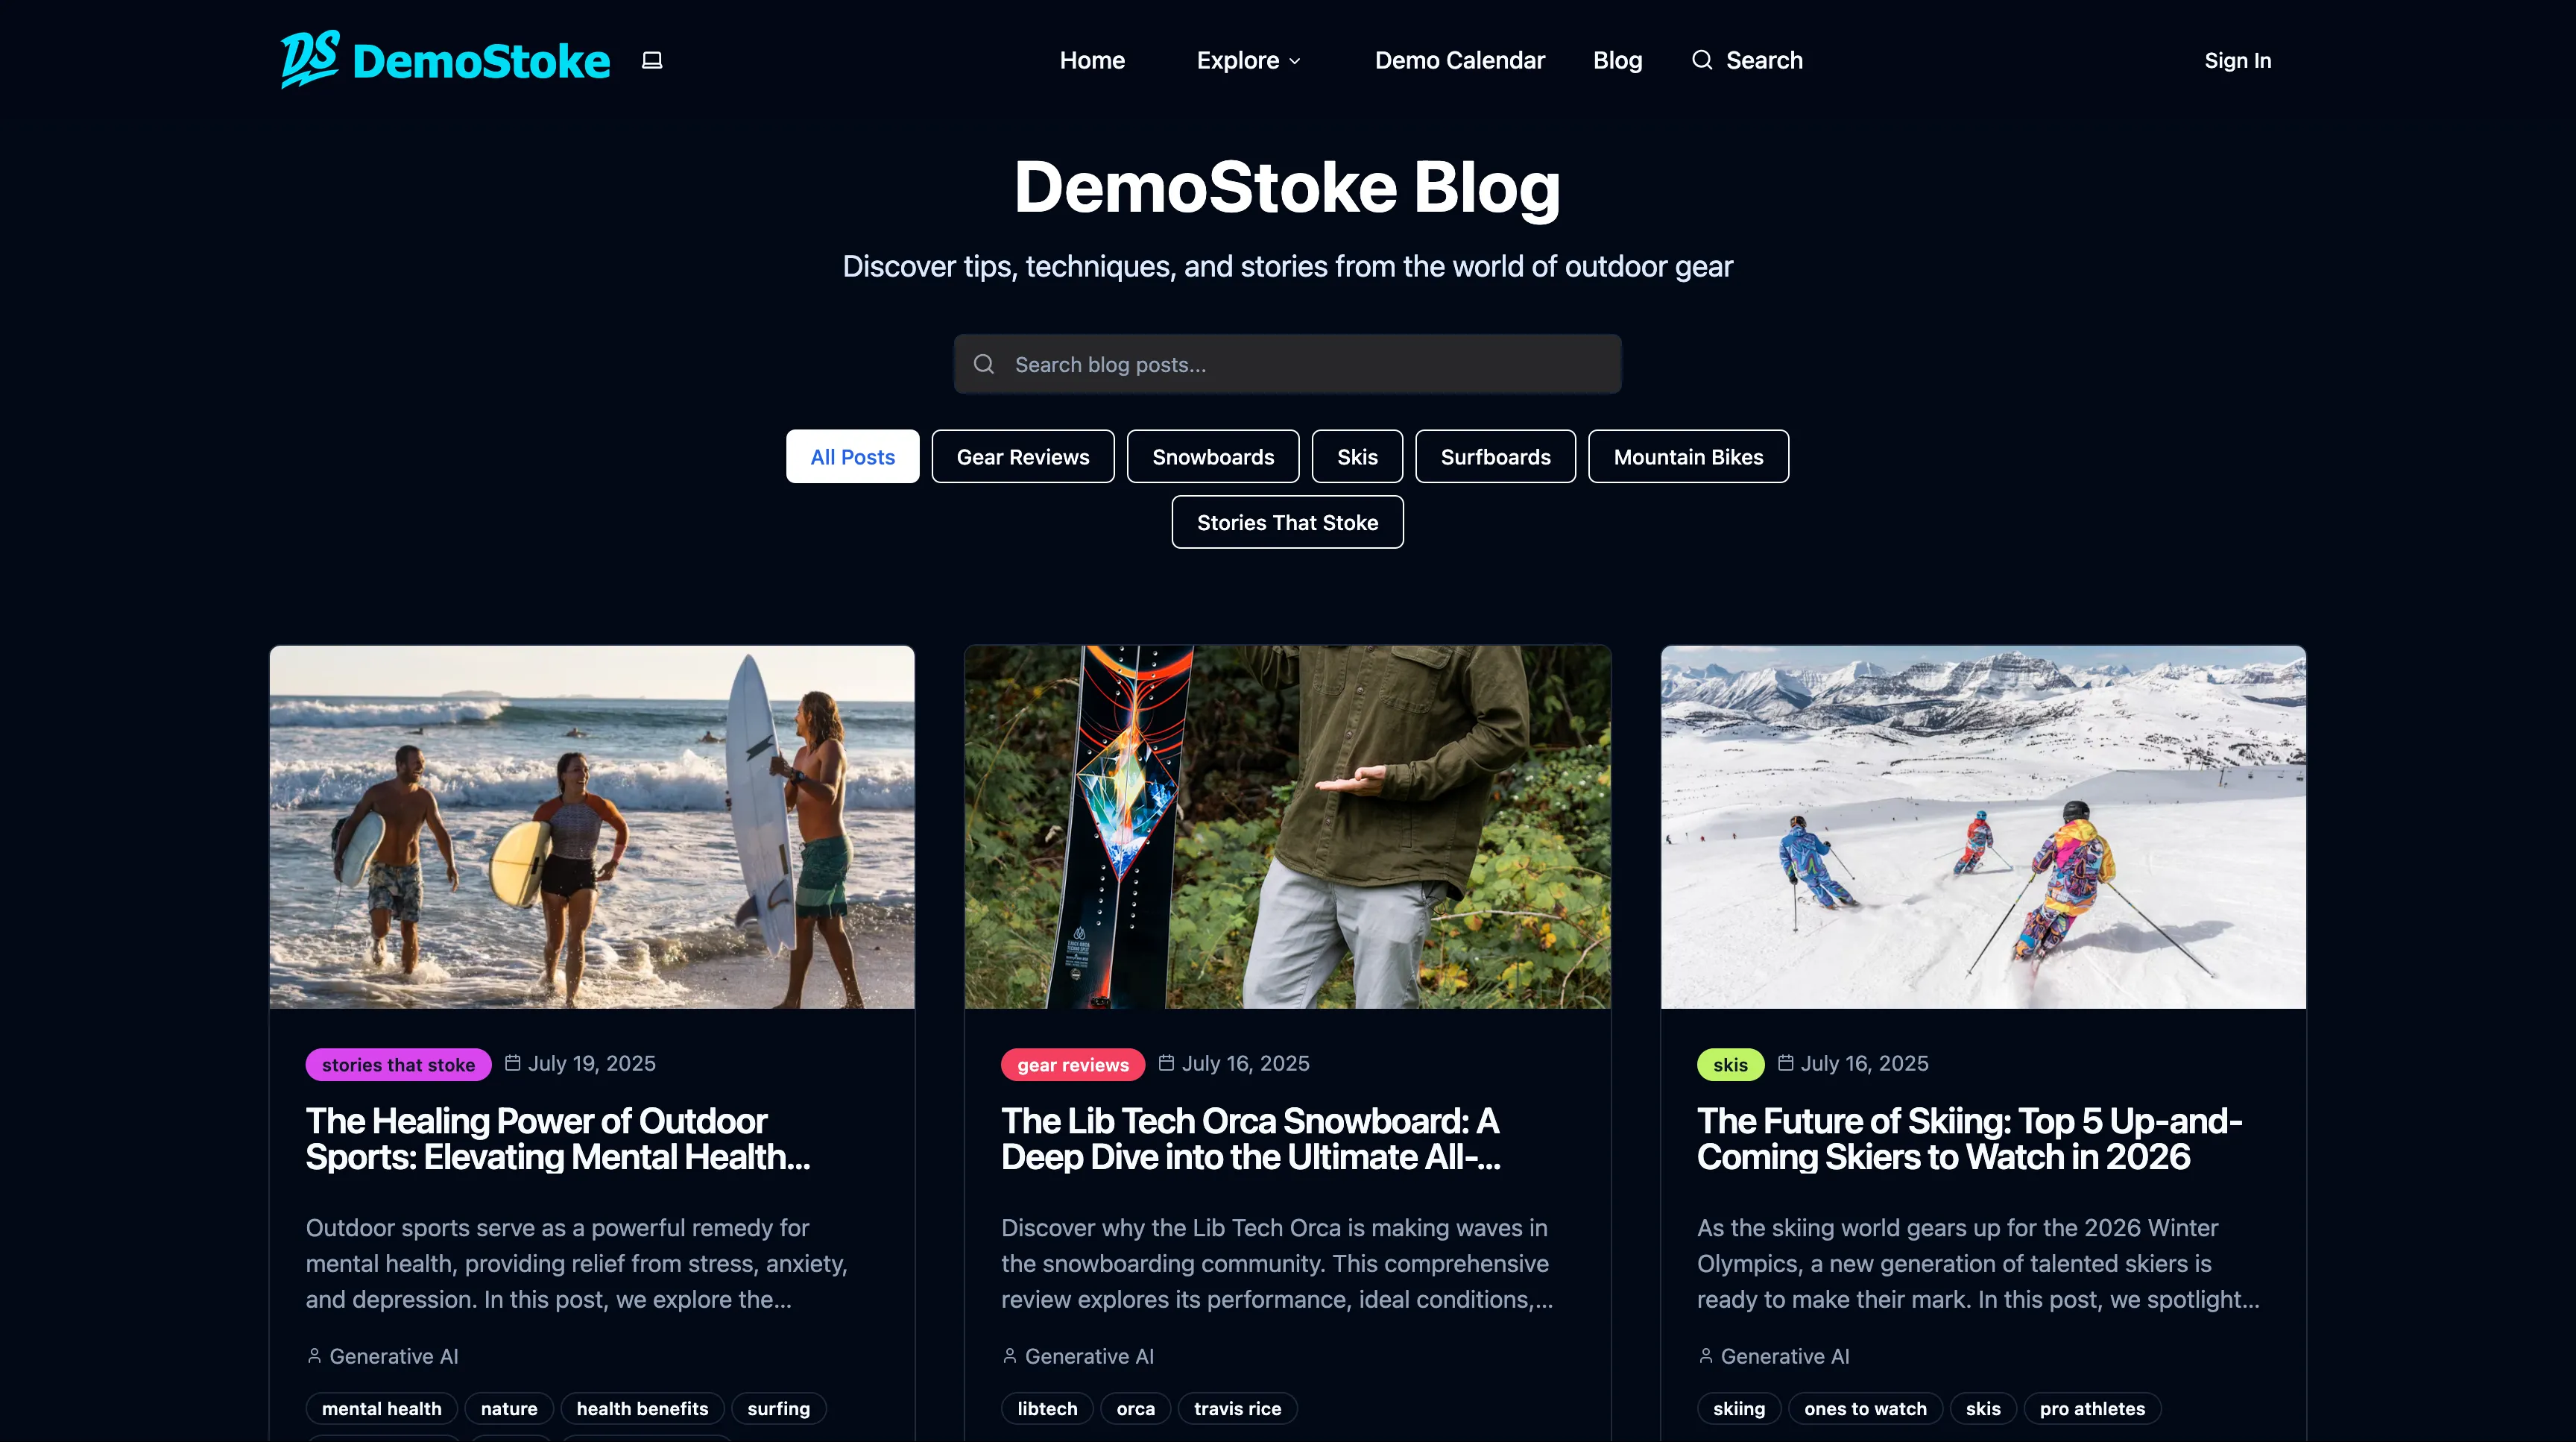 DS DemoStoke
Home
Explore
Demo Calendar
Blog
Search
Sign In
DemoStoke Blog
Discover tips, techniques, and stories from the world of outdoor gear
Search blog posts...
All Posts
Gear Reviews
Snowboards
Skis
Surfboards
Mountain Bikes
Stories That Stoke
stories that stoke
July 19, 2025
The Healing Power of Outdoor
Sports: Elevating Mental Health...
Outdoor sports serve as a powerful remedy for
mental health, providing relief from stress, anxiety,
and depression. In this post, we explore the...
Generative AI
mental health
nature
health benefits
surfing
gear reviews
July 16, 2025
The Lib Tech Orca Snowboard: A
Deep Dive into the Ultimate All-...
Discover why the Lib Tech Orca is making waves in
the snowboarding community. This comprehensive
review explores its performance, ideal conditions,...
Generative AI
libtech
orca
travis rice
skis
July 16, 2025
The Future of Skiing: Top 5 Up-and-
Coming Skiers to Watch in 2026
As the skiing world gears up for the 2026 Winter
Olympics, a new generation of talented skiers is
ready to make their mark. In this post, we spotlight...
Generative AI
skiing
ones to watch
skis
pro athletes